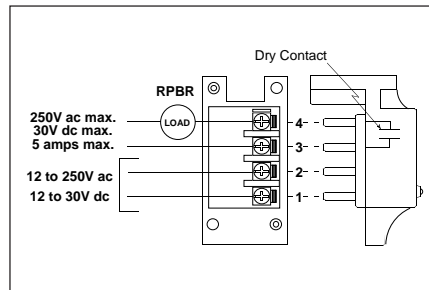 Dry Contact
RPBR
250V ac max.
30V dc max.
5 amps max.
LOAD
4
3
12 to 250V ac
2
12 to 30V dc
1